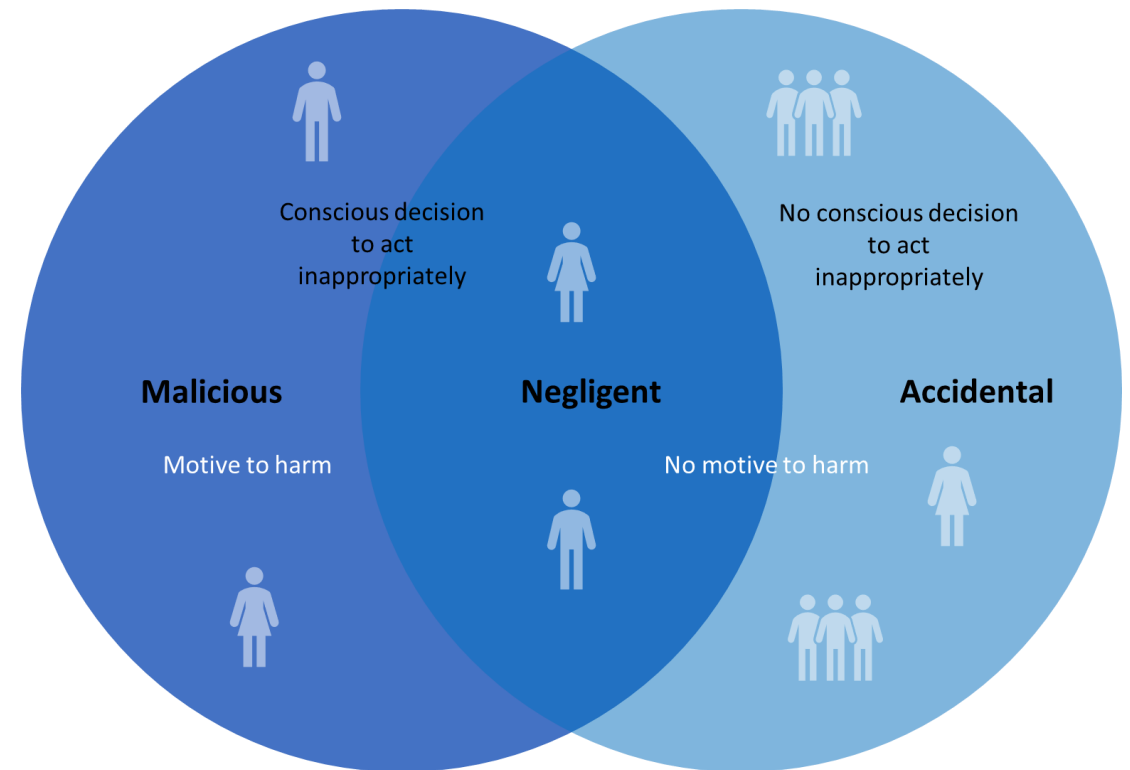 Conscious decision
to act
inappropriately
No conscious decision
to act
inappropriately
Malicious
Negligent
Accidental
Motive to harm
No motive to harm